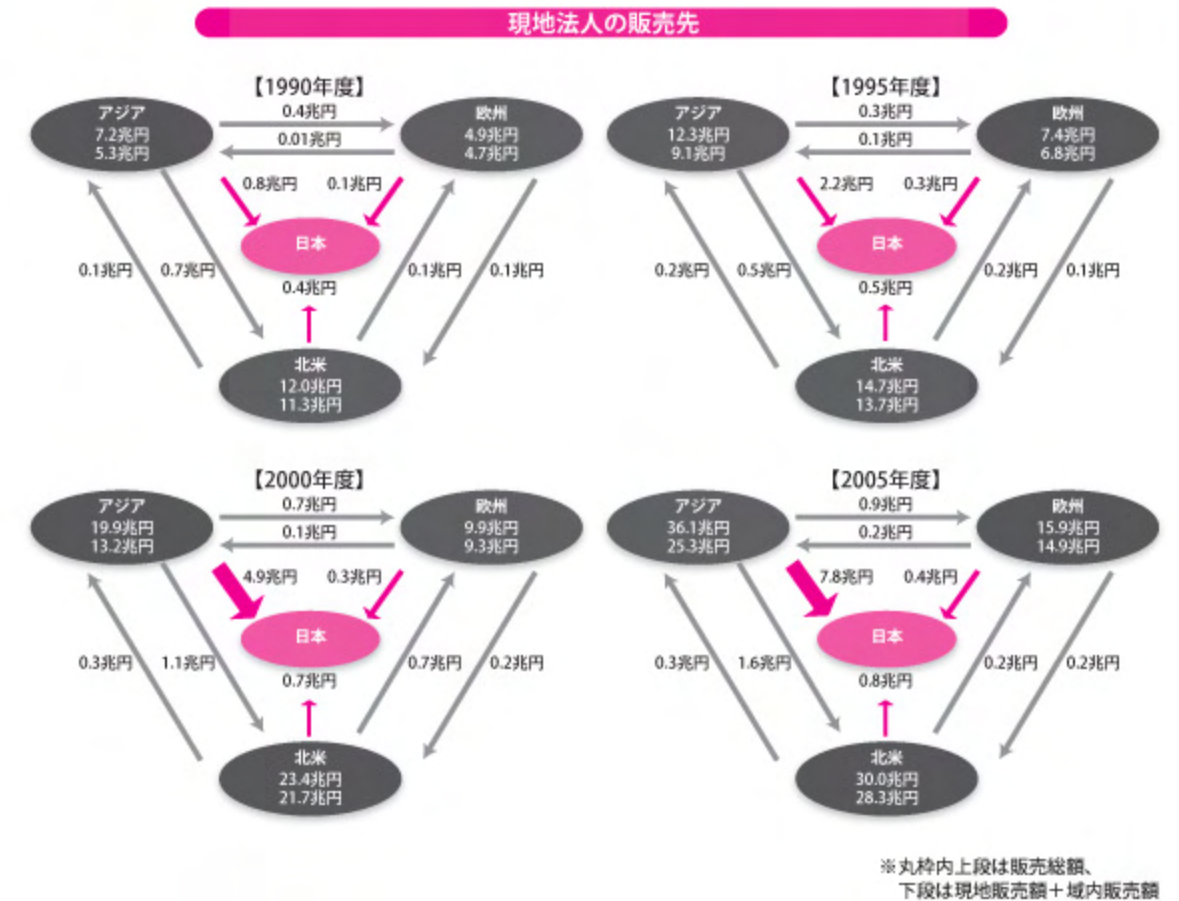 現地法人の販売先
【1990年度】
アジア
7.2兆円
5.3兆円
0.4兆円
0.01兆円
欧州
4.9兆円
4.7兆円
0.8兆円
0.1兆円
日本
0.4兆円
0.1兆円
0.7兆円
0.1兆円
0.1兆円
北米
12.0兆円
11.3兆円
【1995年度】
アジア
12.3兆円
9.1兆円
0.3兆円
0.1兆円
欧州
7.4兆円
6.8兆円
2.2兆円
0.3兆円
日本
0.5兆円
0.2兆円
0.5兆円
0.2兆円
0.1兆円
北米
14.7兆円
13.7兆円
【2000年度】
アジア
19.9兆円
13.2兆円
0.7兆円
0.1兆円
欧州
9.9兆円
9.3兆円
4.9兆円
0.3兆円
日本
0.7兆円
0.3兆円
1.1兆円
0.7兆円
0.2兆円
北米
23.4兆円
21.7兆円
【2005年度】
アジア
36.1兆円
25.3兆円
0.9兆円
0.2兆円
欧州
15.9兆円
14.9兆円
7.8兆円
0.4兆円
日本
0.8兆円
0.3兆円
1.6兆円
0.2兆円
0.2兆円
北米
30.0兆円
28.3兆円
※丸枠内上段は販売総額、
下段は現地販売額＋域内販売額